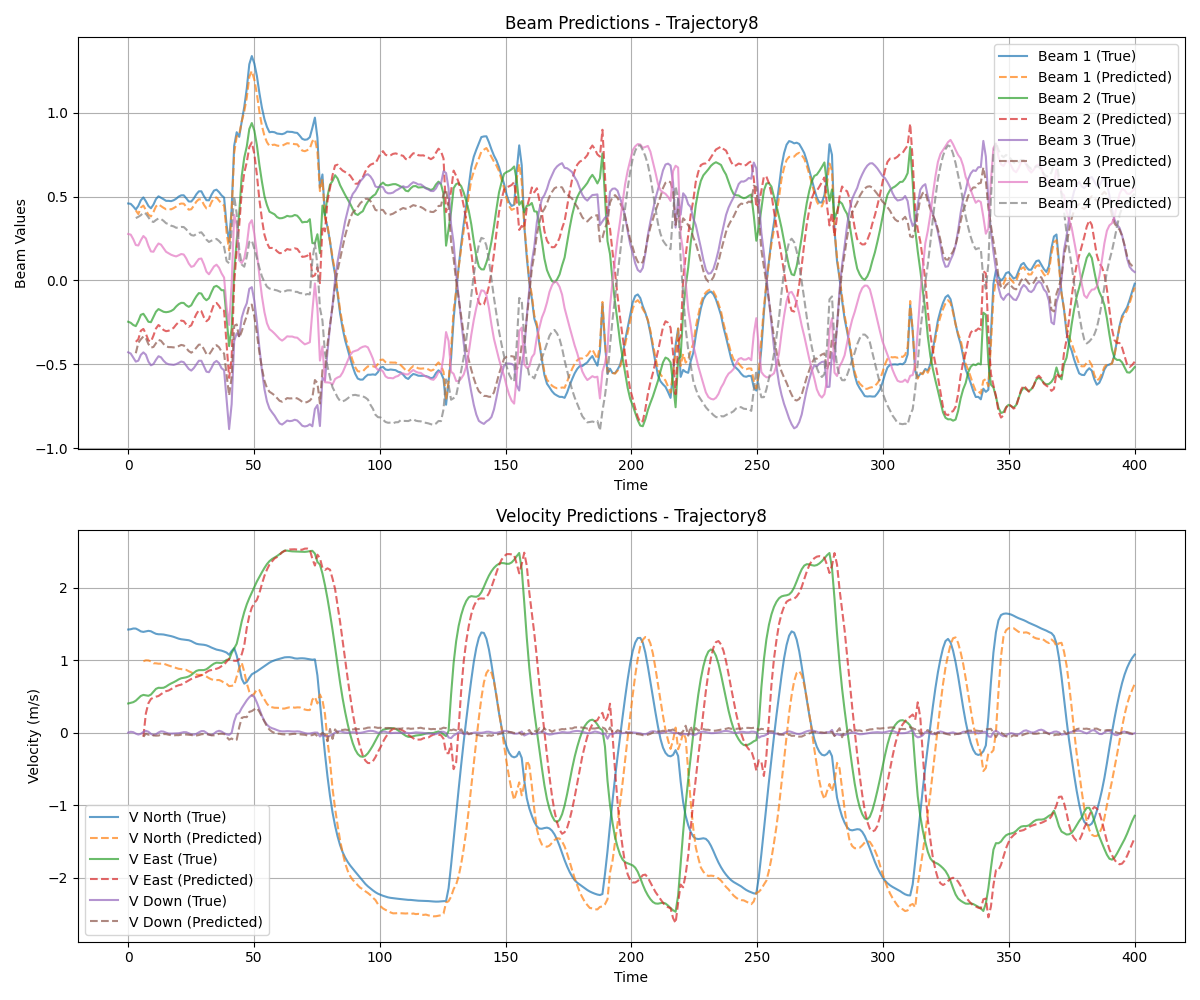 Beam Predictions - Trajectory8
Beam Values
1.0
0.5
0.0
−0.5
−1.0
Beam 1 (True)
Beam 1 (Predicted)
Beam 2 (True)
Beam 2 (Predicted)
Beam 3 (True)
Beam 3 (Predicted)
Beam 4 (True)
Beam 4 (Predicted)
0 50 100 150 200 250 300 350 400
Time
Velocity Predictions - Trajectory8
Velocity (m/s)
2
1
0
−1
−2
V North (True)
V North (Predicted)
V East (True)
V East (Predicted)
V Down (True)
V Down (Predicted)
0 50 100 150 200 250 300 350 400
Time